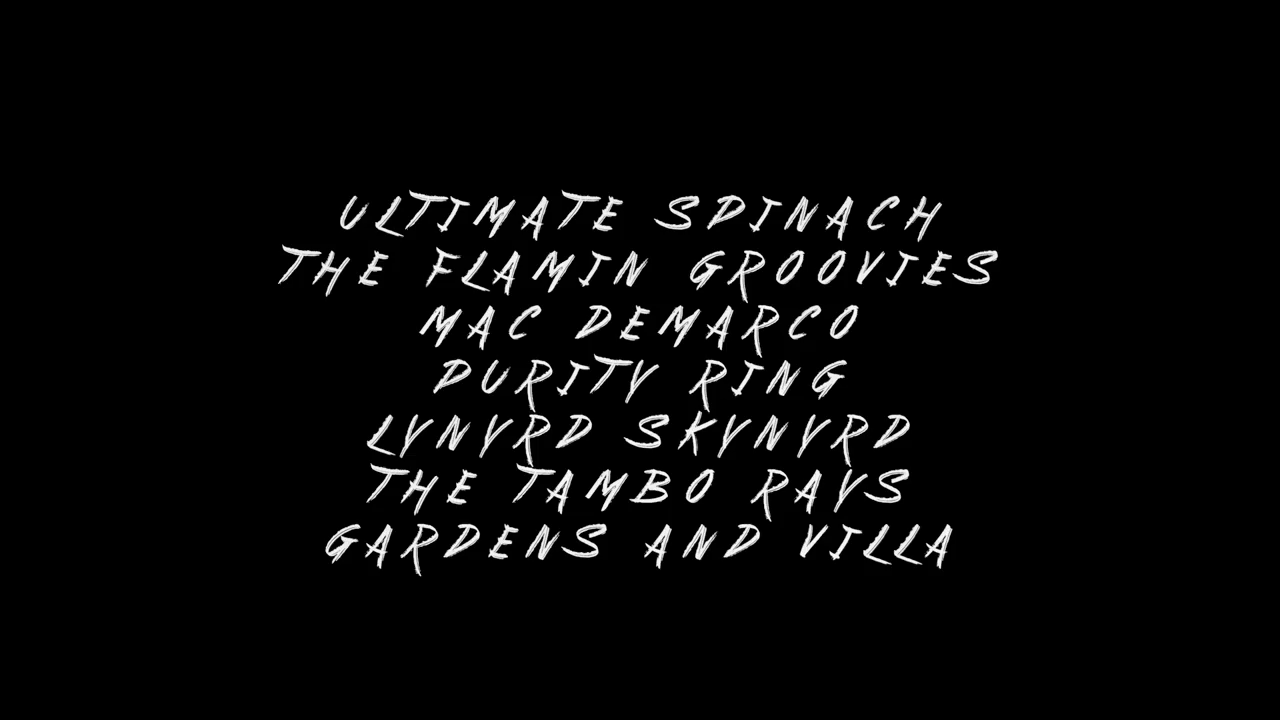 ULTIMATE SPINACH
THE FLAMIN GROOVIES
MAC DEMARCO
PURITY RING
LYNYRD SKYNYRD
THE TAMBO RAYS
GARDENS AND VILLA